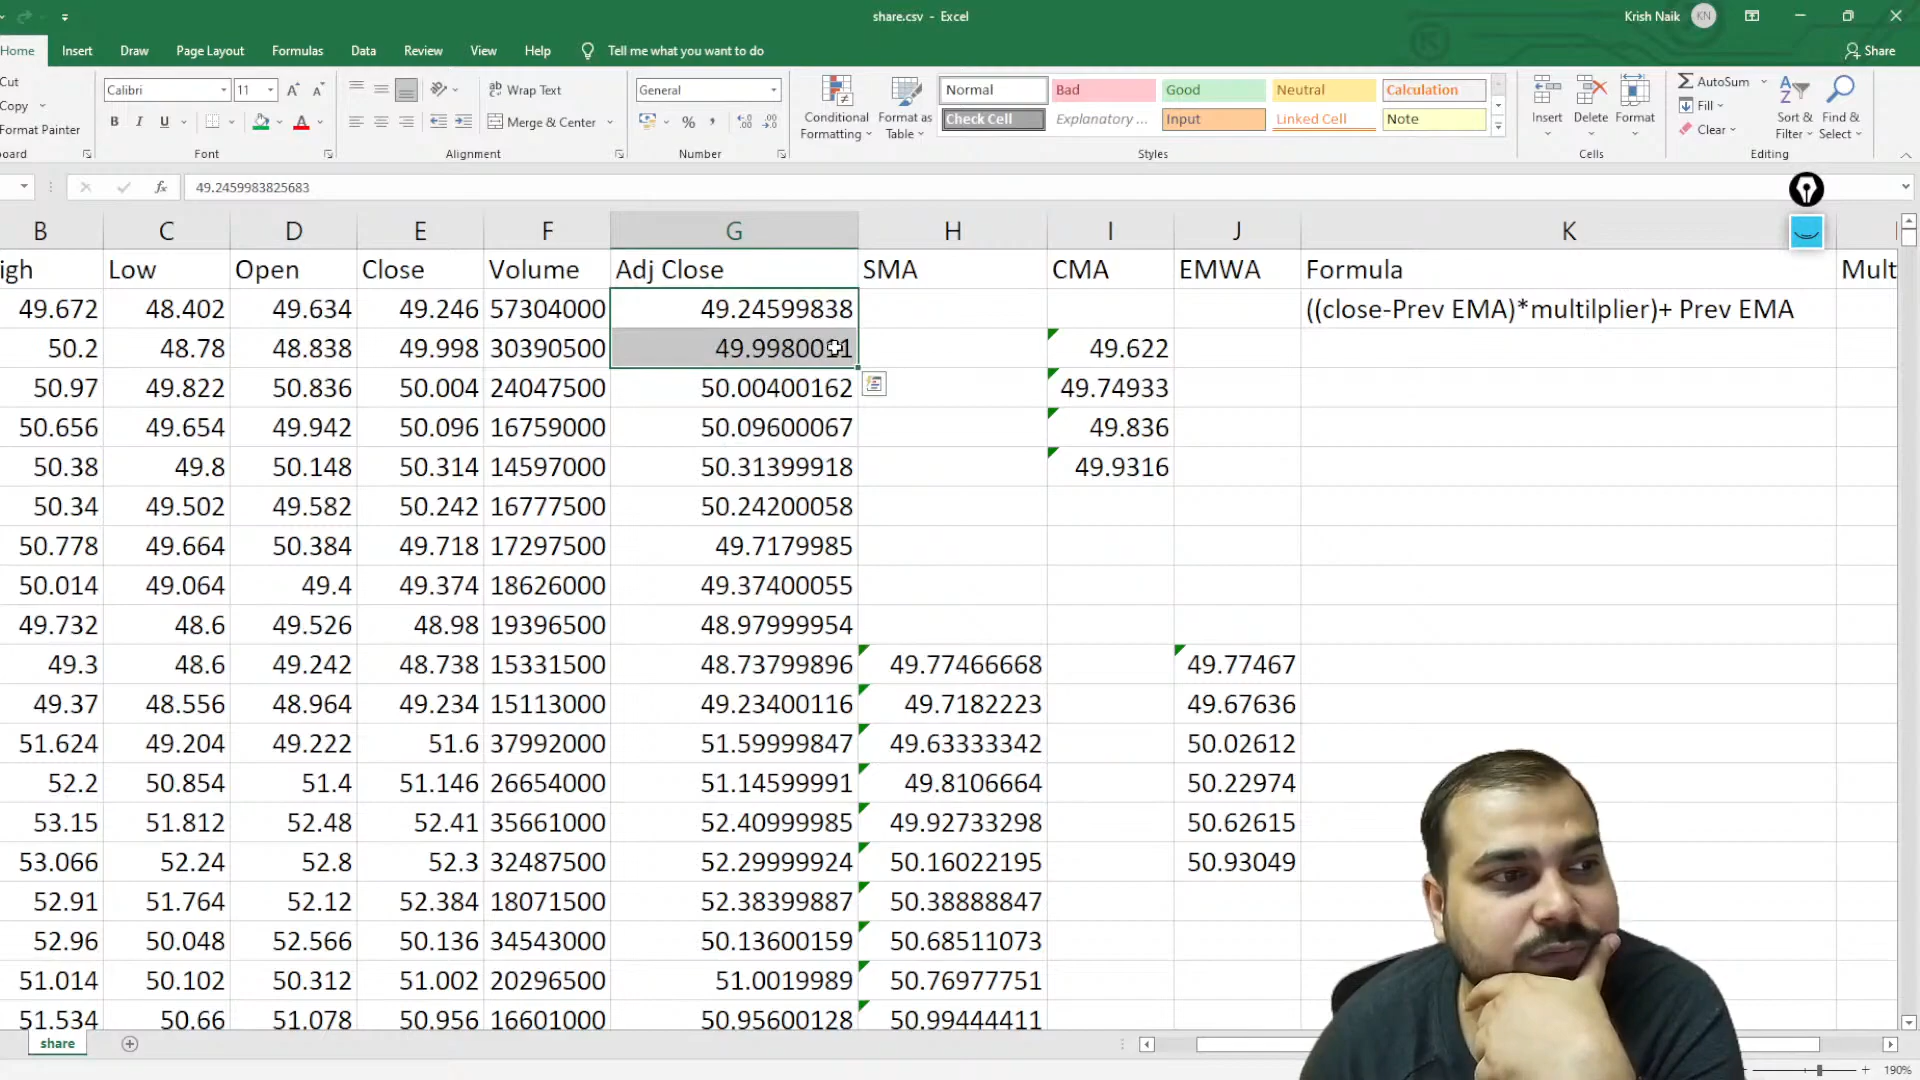 share.csv - Excel
Krish Naik KN
Home Insert Draw Page Layout Formulas Data Review View Help Tell me what you want to do Share
Cut
Copy
Format Painter
Calibri 11
Wrap Text
Merge & Center
General
Conditional Formatting
Format as Table
Normal Bad Good Neutral Calculation
Check Cell Explanatory ... Input Linked Cell Note
Insert Delete Format
AutoSum
Fill
Clear
Sort & Filter
Find & Select
Font Alignment Number Styles Cells Editing
fx 49.2459983825683
B C D E F G H I J K
Low Open Close Volume Adj Close SMA CMA EMWA Formula
49.672 48.402 49.634 49.246 57304000 49.24599838 ((close-Prev EMA)*multilplier)+ Prev EMA
50.2 48.78 48.838 49.998 30390500 49.9980011 49.622
50.97 49.822 50.836 50.004 24047500 50.00400162 49.74933
50.656 49.654 49.942 50.096 16759000 50.09600067 49.836
50.38 49.8 50.148 50.314 14597000 50.31399918 49.9316
50.34 49.502 49.582 50.242 16777500 50.24200058
50.778 49.664 50.384 49.718 17297500 49.7179985
50.014 49.064 49.4 49.374 18626000 49.37400055
49.732 48.6 49.526 48.98 19396500 48.97999954
49.3 48.6 49.242 48.738 15331500 48.73799896 49.77466668 49.77467
49.37 48.556 48.964 49.234 15113000 49.23400116 49.7182223 49.67636
51.624 49.204 49.222 51.6 37992000 51.59999847 49.63333342 50.02612
52.2 50.854 51.4 51.146 26654000 51.14599991 49.8106664 50.22974
53.15 51.812 52.48 52.41 35661000 52.40999985 49.92733298 50.62615
53.066 52.24 52.8 52.3 32487500 52.29999924 50.16022195 50.93049
52.91 51.764 52.12 52.384 18071500 52.38399887 50.38888847
52.96 50.048 52.566 50.136 34543000 50.13600159 50.68511073
51.014 50.102 50.312 51.002 20296500 51.0019989 50.76977751
51.534 50.66 51.078 50.956 16601000 50.95600128 50.99444411
share
190%